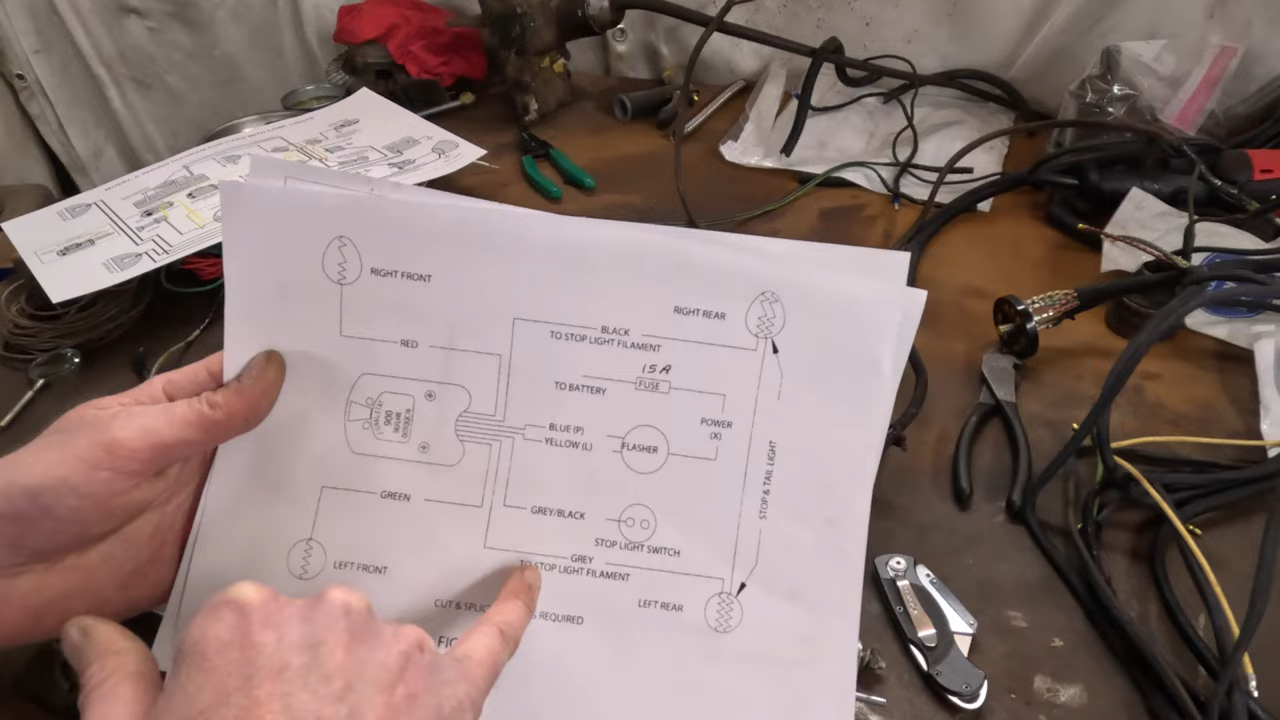 RIGHT FRONT
RIGHT REAR
BLACK
TO STOP LIGHT FILAMENT
RED
15A
FUSE
TO BATTERY
POWER
(X)
BLUE (P)
YELLOW (L)
FLASHER
900
STOP & TAIL LIGHT
GREEN
GREY/BLACK
STOP LIGHT SWITCH
GREY
TO STOP LIGHT FILAMENT
LEFT FRONT
LEFT REAR
CUT & SPLIC
REQUIRED